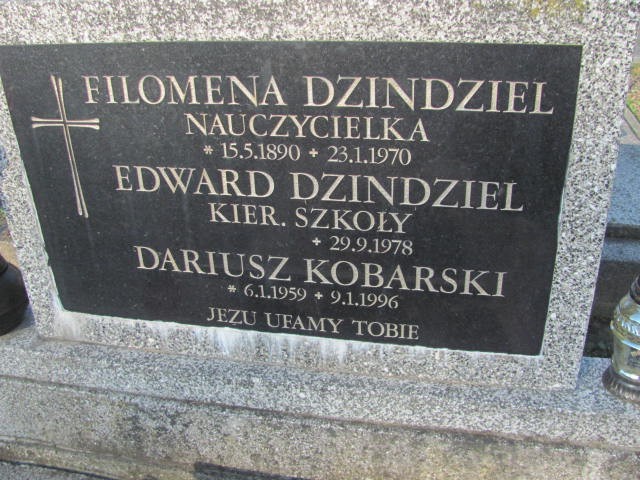 FILOMENA DZINDZIEL
NAUCZYCIELKA
* 15.5.1890 + 23.1.1970
EDWARD DZINDZIEL
KIER. SZKOŁY
+ 29.9.1978
DARIUSZ KOBARSKI
* 6.1.1959 + 9.1.1996
JEZU UFAMY TOBIE